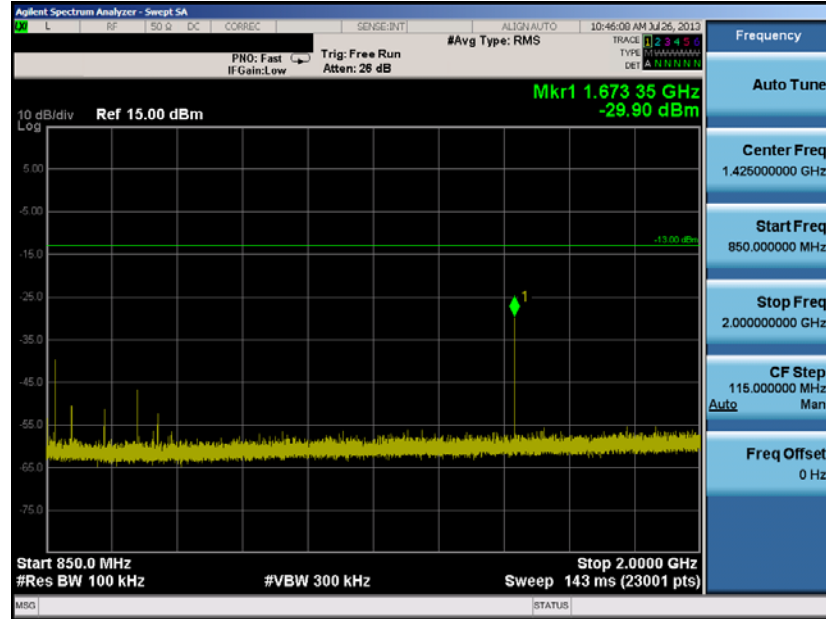 Agilent Spectrum Analyzer - Swept SA
L RF 50 Ω DC CORREC SENSE:INT ALIGN AUTO 10:46:08 AM Jul 26, 2013
#Avg Type: RMS
TRACE 1 2 3 4 5 6
TYPE
DET A N N N N N
PNO: Fast
IFGain:Low
Trig: Free Run
Atten: 26 dB
Mkr1 1.673 35 GHz
-29.90 dBm
10 dB/div Ref 15.00 dBm
Log
5.00
-5.00
-13.00 dBm
-15.0
-25.0
1
-35.0
-45.0
-55.0
-65.0
-75.0
Start 850.0 MHz Stop 2.0000 GHz
#Res BW 100 kHz #VBW 300 kHz Sweep 143 ms (23001 pts)
MSG STATUS
Frequency
Auto Tune
Center Freq
1.425000000 GHz
Start Freq
850.000000 MHz
Stop Freq
2.000000000 GHz
CF Step
115.000000 MHz
Auto Man
Freq Offset
0 Hz